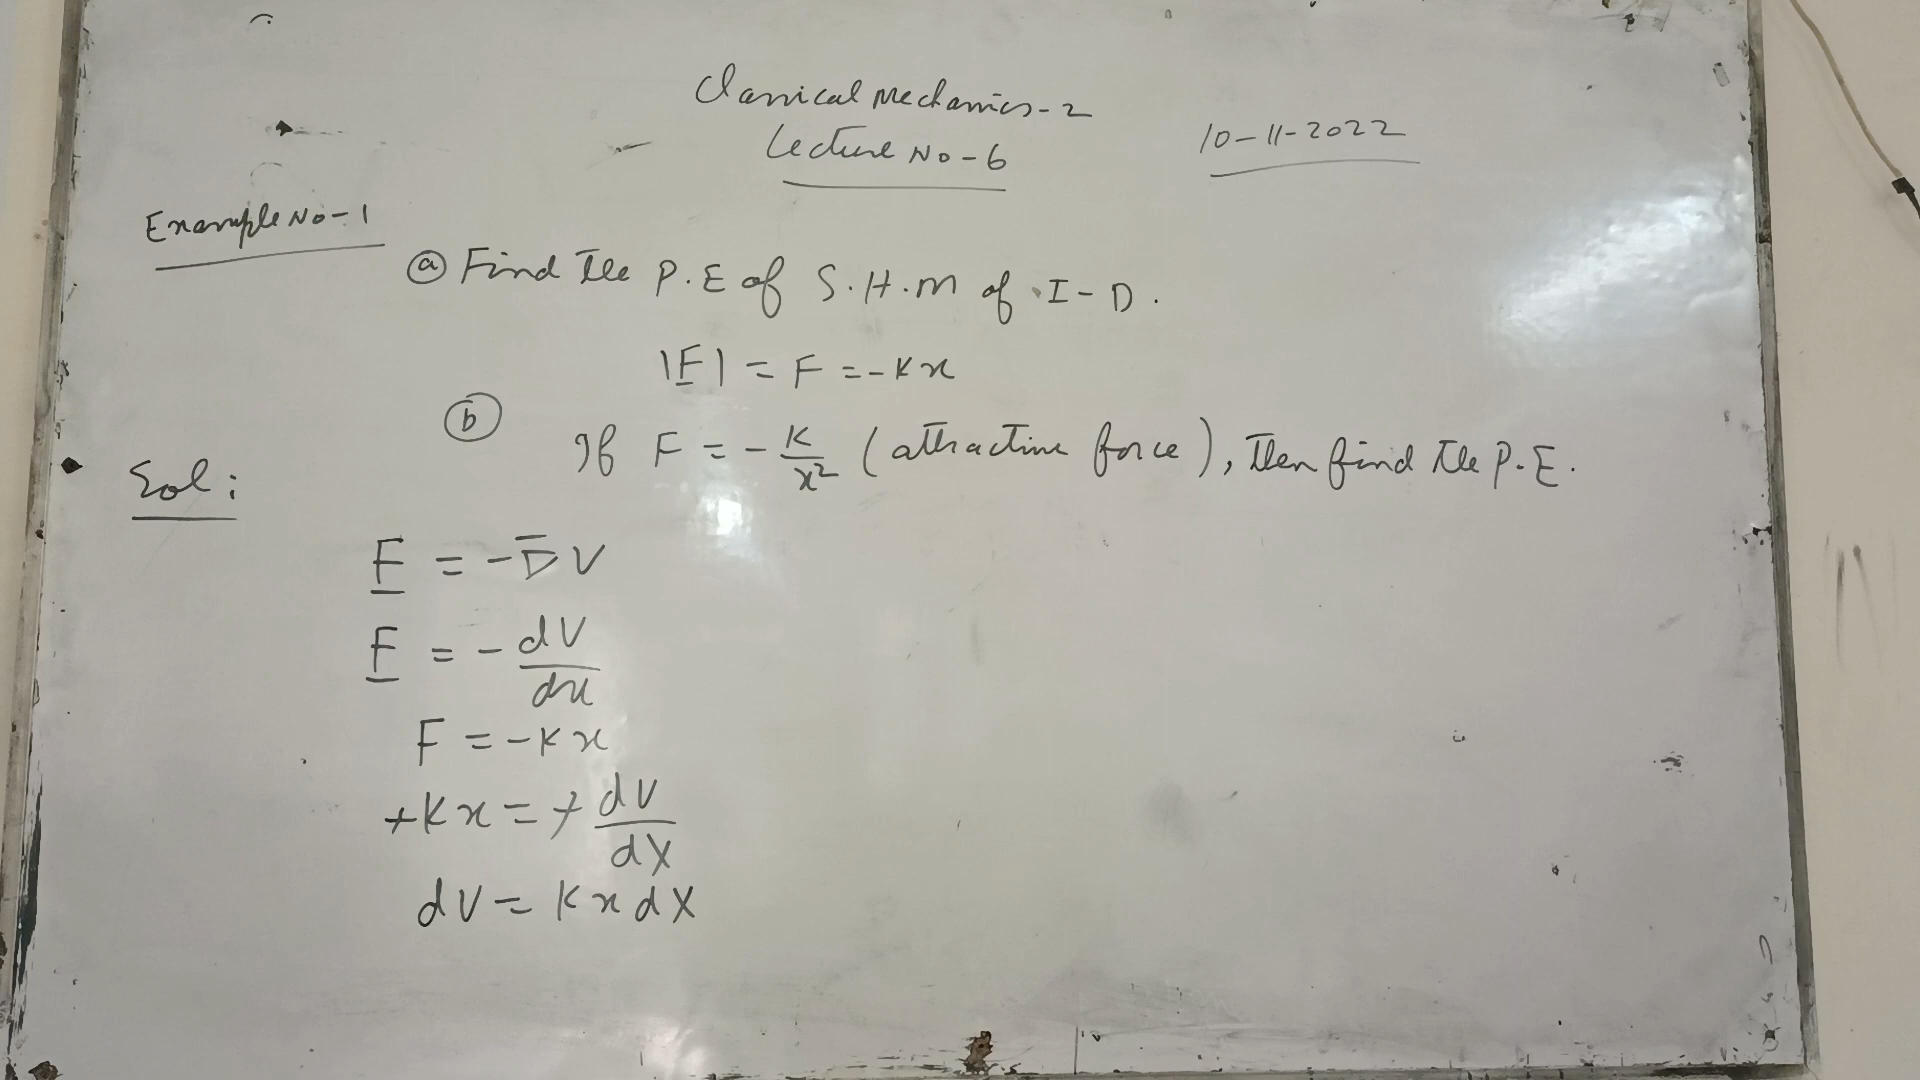 Classical Mechanics-2
Lecture No-6
10-11-2022
Example No-1
(a) Find the P.E of S.H.M of I-D.
|F| = F = -Kx
(b) If F = - K/x² (attractive force), then find the P.E.
Sol:
F = -∇V
F = - dV/dx
F = -Kx
+Kx = + dV/dX
dV = Kx dX